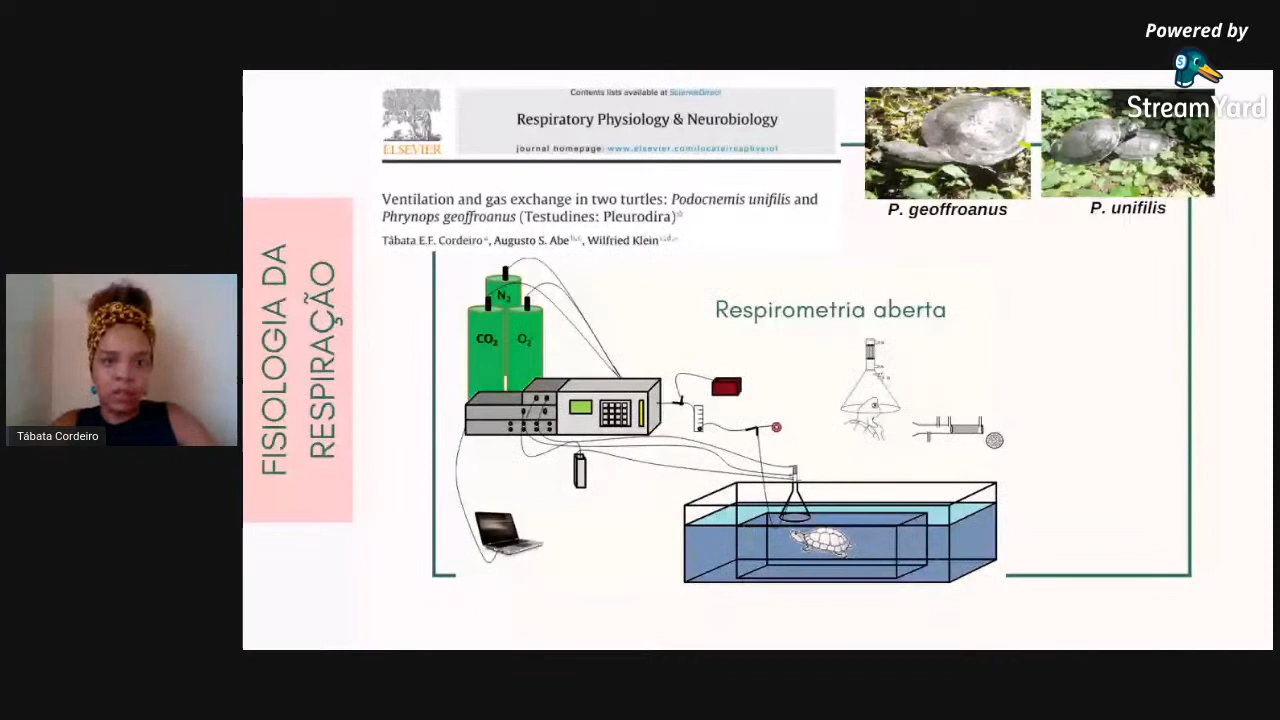 Powered by
StreamYard
Contents lists available at ScienceDirect
Respiratory Physiology & Neurobiology
journal homepage: www.elsevier.com/locate/resphysiol
ELSEVIER
Ventilation and gas exchange in two turtles: Podocnemis unifilis and
Phrynops geoffroanus (Testudines: Pleurodira)
Tábata E.F. Cordeiro, Augusto S. Abe, Wilfried Klein
P. geoffroanus
P. unifilis
FISIOLOGIA DA
RESPIRAÇÃO
Respirometria aberta
N2
CO2
O2
Tábata Cordeiro